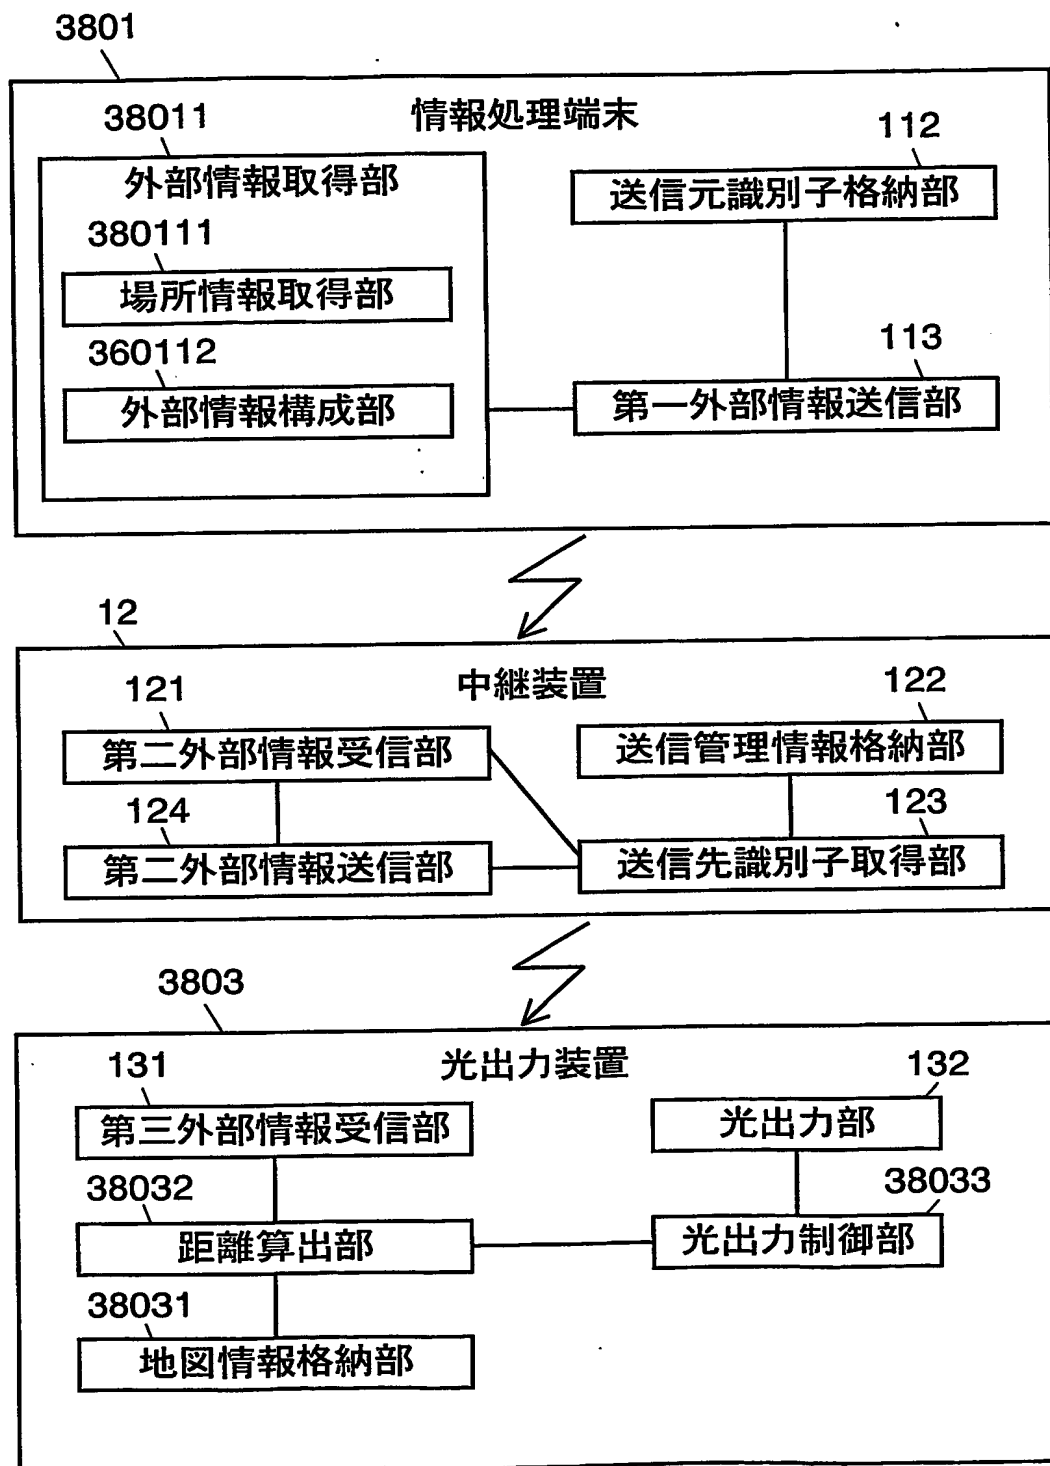 3801
情報処理端末
38011
外部情報取得部
112
送信元識別子格納部
380111
場所情報取得部
360112
外部情報構成部
113
第一外部情報送信部
12
中継装置
121
第二外部情報受信部
122
送信管理情報格納部
124
第二外部情報送信部
123
送信先識別子取得部
3803
光出力装置
131
第三外部情報受信部
132
光出力部
38032
距離算出部
38033
光出力制御部
38031
地図情報格納部